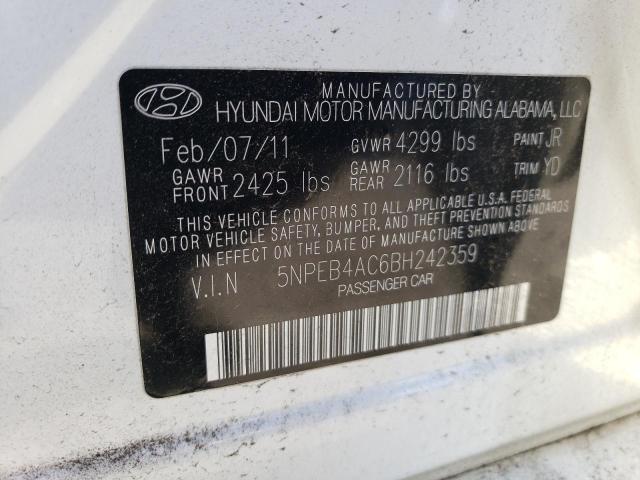 MANUFACTURED BY
HYUNDAI MOTOR MANUFACTURING ALABAMA, LLC
Feb/07/11 GVWR 4299 lbs PAINT JR
GAWR FRONT 2425 lbs GAWR REAR 2116 lbs TRIM YD
THIS VEHICLE CONFORMS TO ALL APPLICABLE U.S.A. FEDERAL
MOTOR VEHICLE SAFETY, BUMPER, AND THEFT PREVENTION STANDARDS
IN EFFECT ON THE DATE OF MANUFACTURE SHOWN ABOVE.
V.I.N 5NPEB4AC6BH242359
PASSENGER CAR